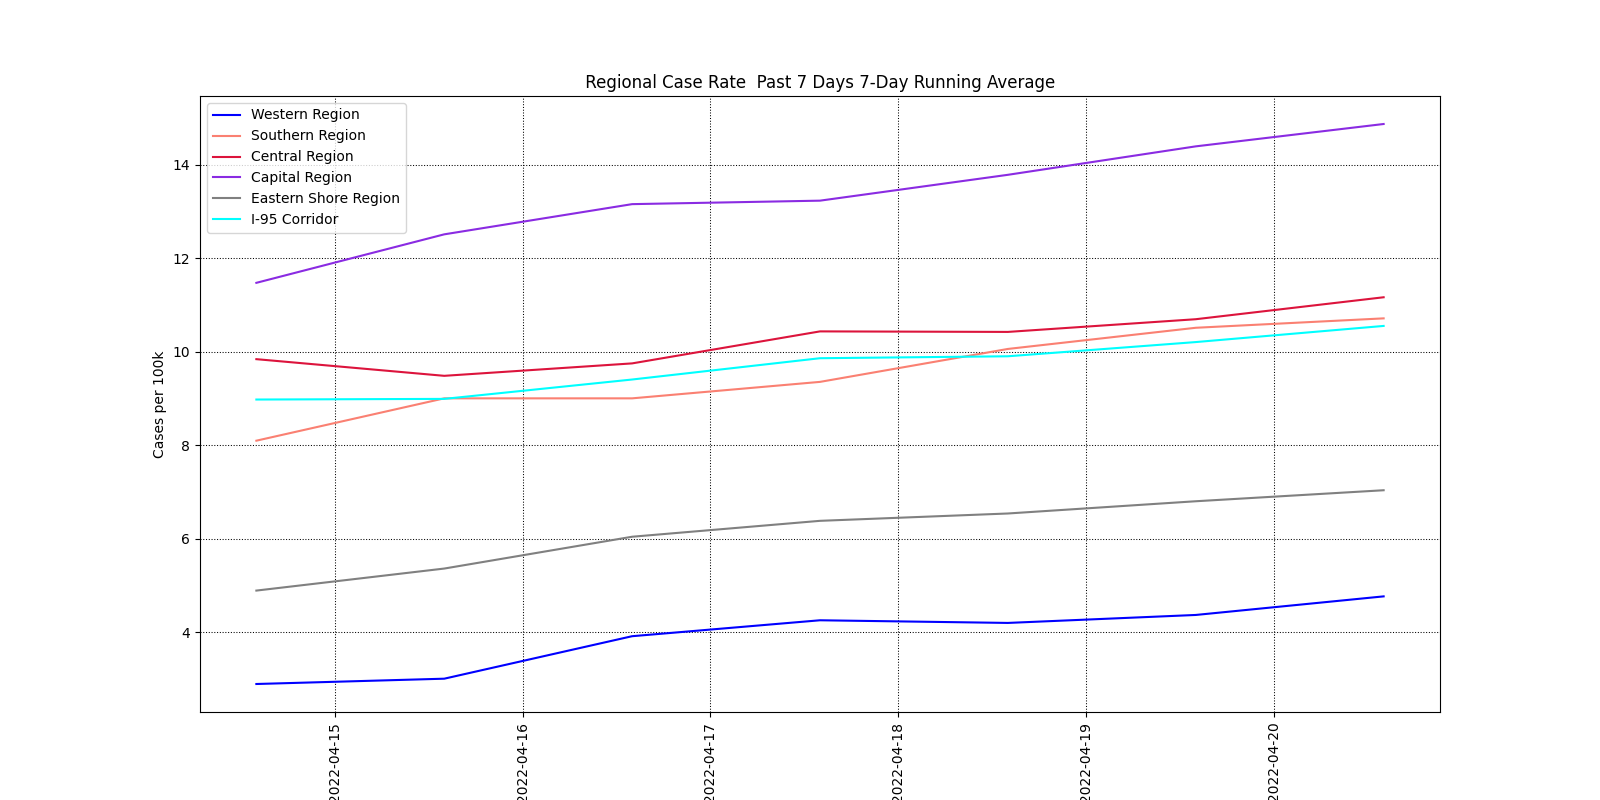 Regional Case Rate  Past 7 Days 7-Day Running Average
Western Region
Southern Region
Central Region
Capital Region
Eastern Shore Region
I-95 Corridor
14
12
10
8
6
4
Cases per 100k
2022-04-15
2022-04-16
2022-04-17
2022-04-18
2022-04-19
2022-04-20